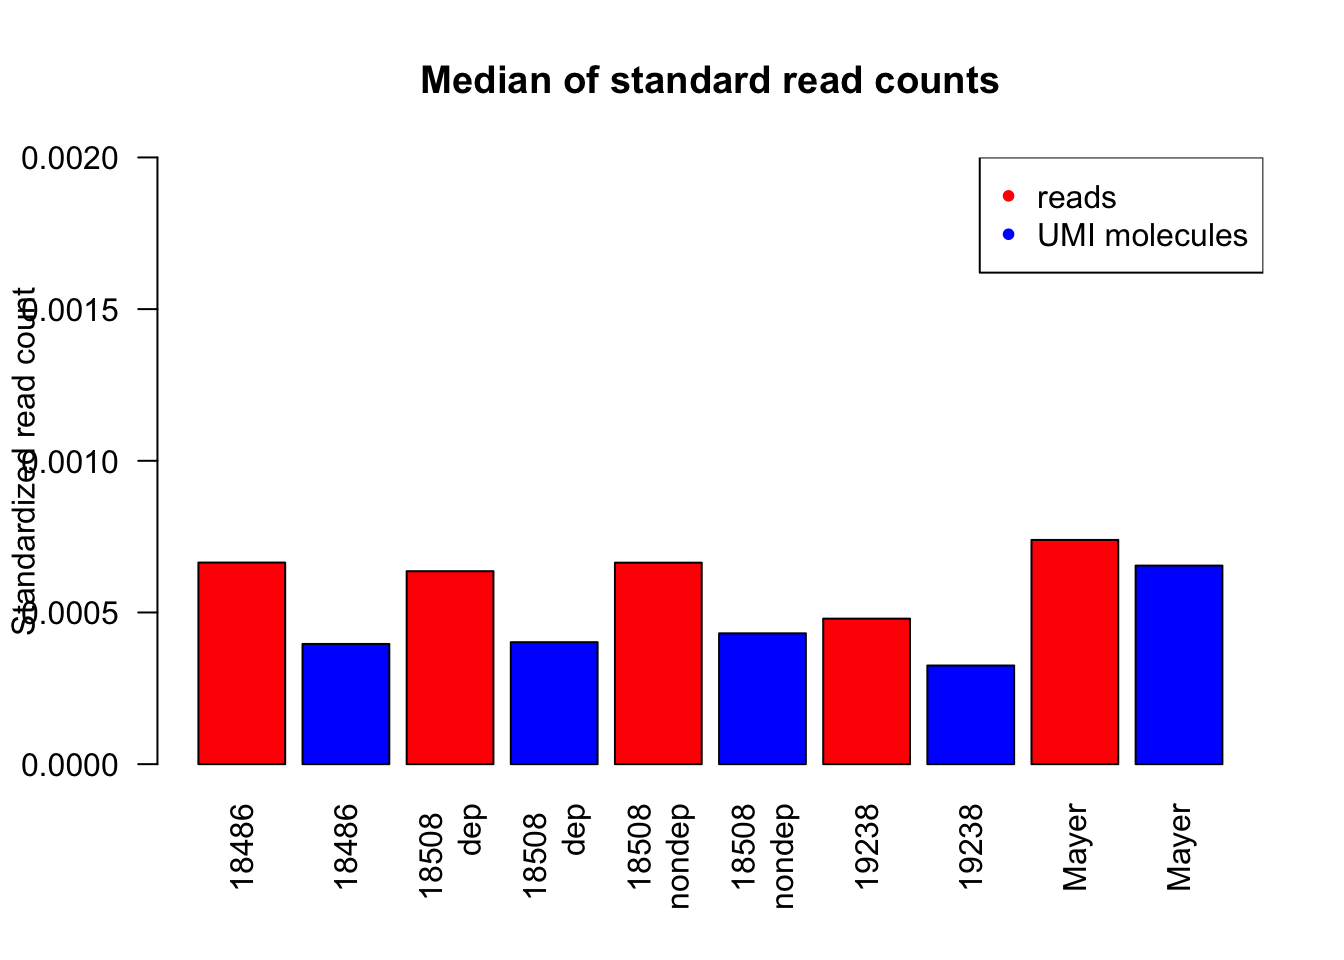 Median of standard read counts
Standardized read count
0.0020
0.0015
0.0010
0.0005
0.0000
reads
UMI molecules
18486
18486
18508
dep
18508
dep
18508
nondep
18508
nondep
19238
19238
Mayer
Mayer